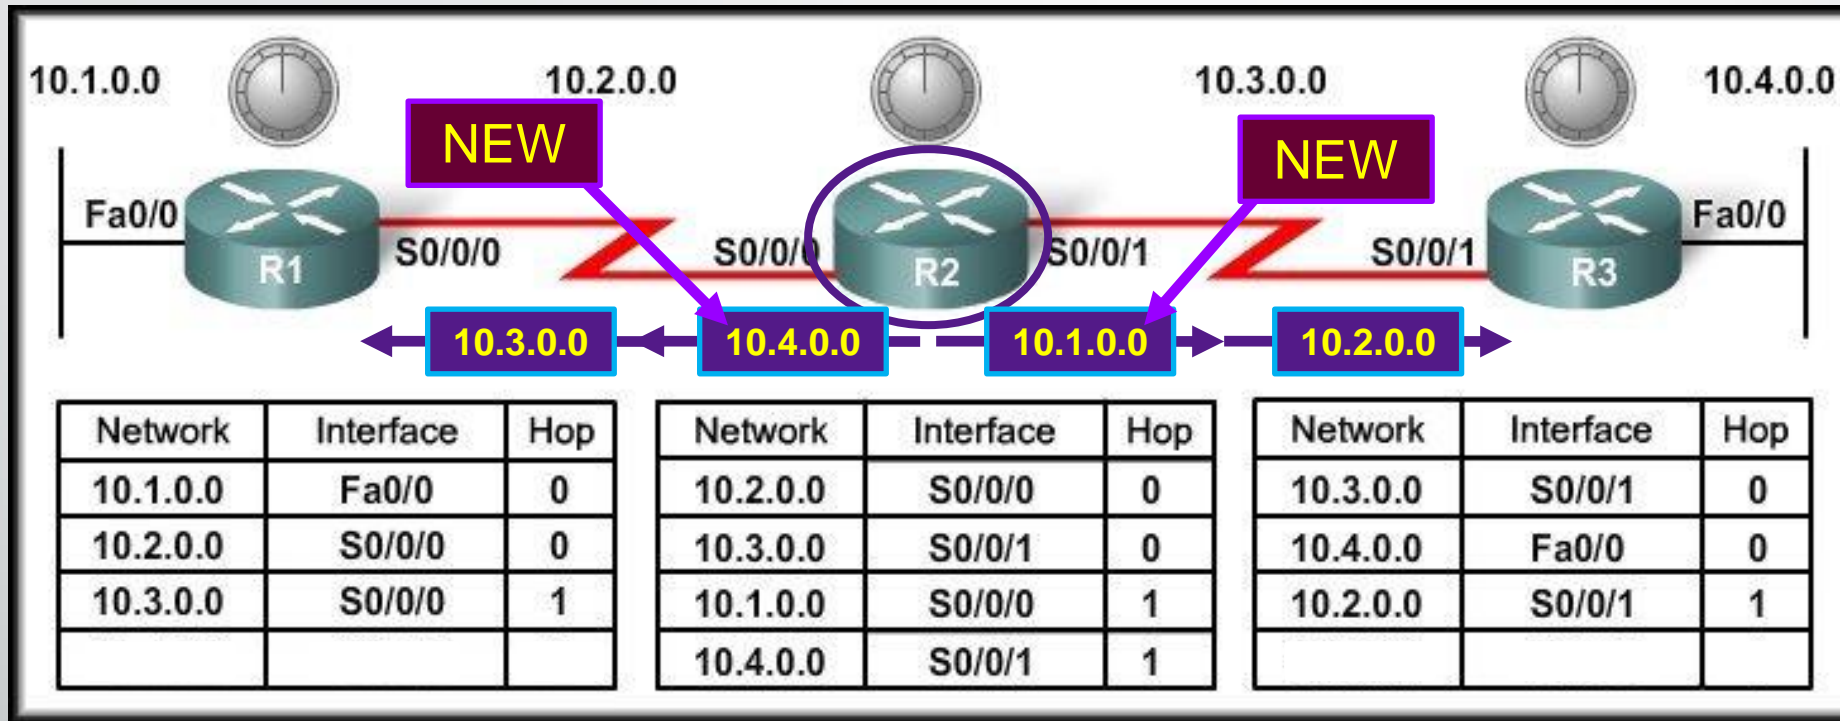 10.1.0.0 10.2.0.0 10.3.0.0 10.4.0.0
NEW NEW
Fa0/0 R1 S0/0/0 S0/0/0 R2 S0/0/1 S0/0/1 R3 Fa0/0
10.3.0.0 10.4.0.0 10.1.0.0 10.2.0.0
Network Interface Hop
10.1.0.0 Fa0/0 0
10.2.0.0 S0/0/0 0
10.3.0.0 S0/0/0 1
Network Interface Hop
10.2.0.0 S0/0/0 0
10.3.0.0 S0/0/1 0
10.1.0.0 S0/0/0 1
10.4.0.0 S0/0/1 1
Network Interface Hop
10.3.0.0 S0/0/1 0
10.4.0.0 Fa0/0 0
10.2.0.0 S0/0/1 1